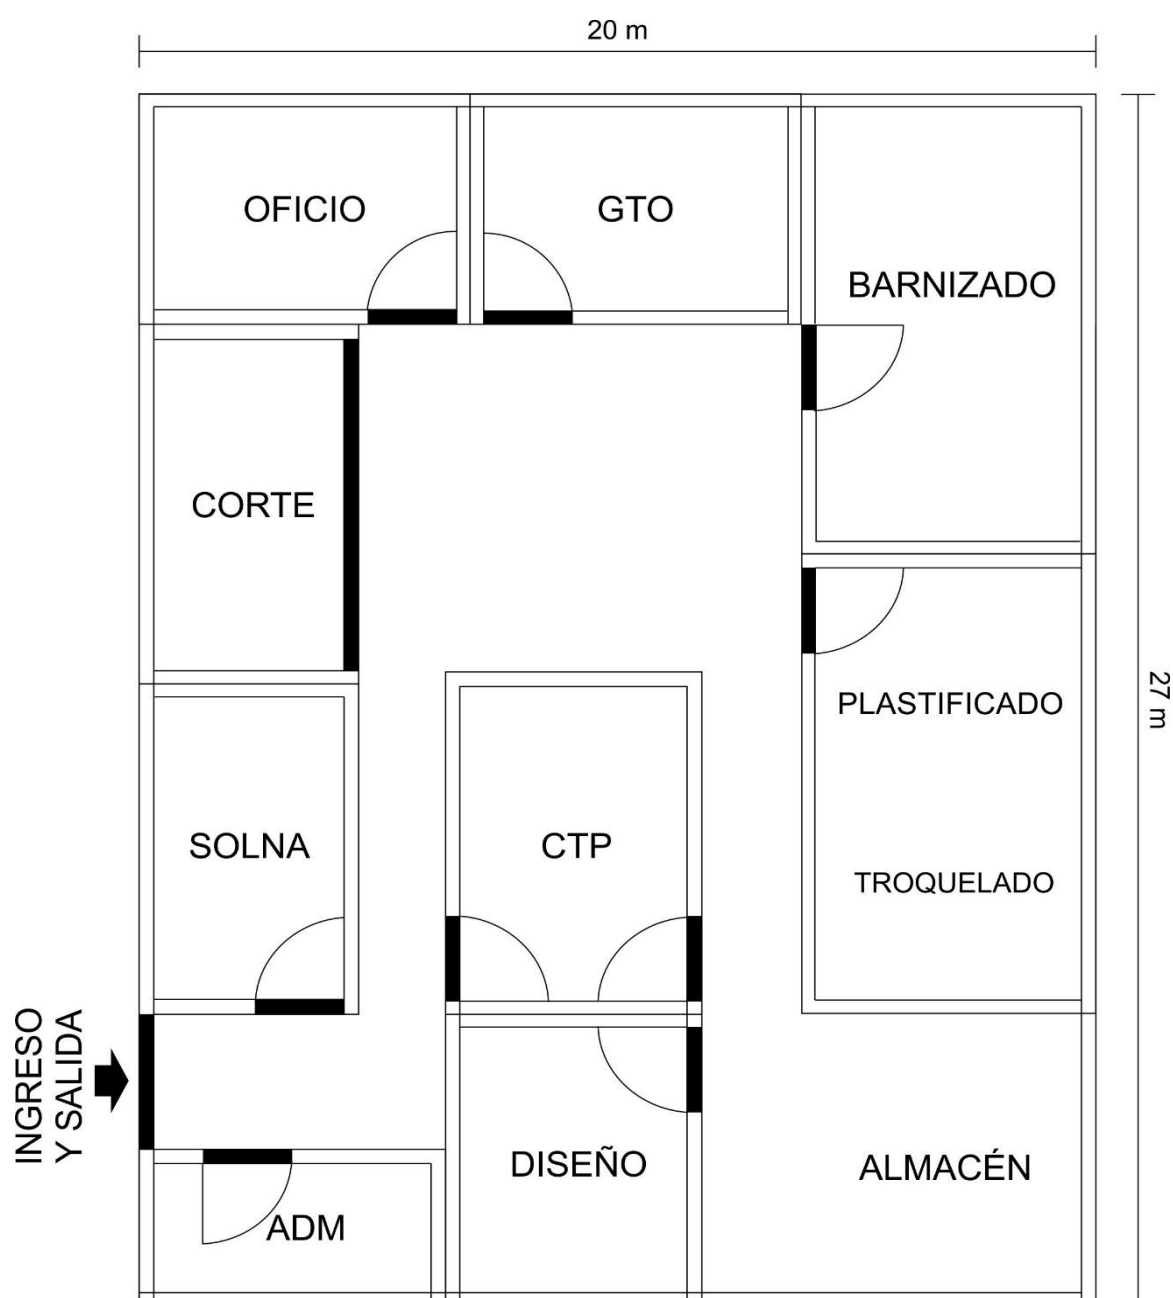 20 m
OFICIO
GTO
BARNIZADO
CORTE
27 m
PLASTIFICADO
SOLNA
CTP
TROQUELADO
INGRESO
Y SALIDA
DISEÑO
ALMACÉN
ADM